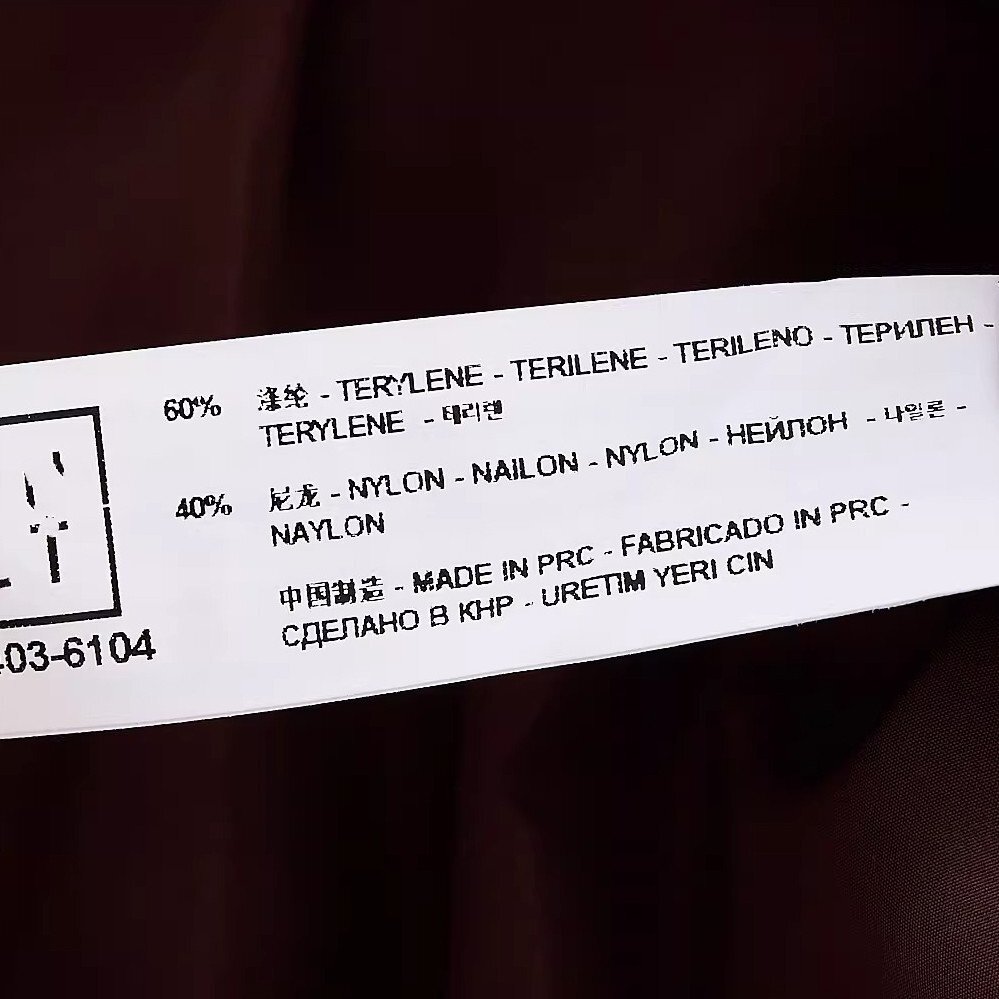 60% 涤纶 - TERYLENE - TERILENE - TERILENO - ТЕРИЛЕН -
TERYLENE - 테리렌
40% 尼龙 - NYLON - NAILON - NYLON - НЕЙЛОН - 나일론 -
NAYLON
中国制造 - MADE IN PRC - FABRICADO IN PRC -
СДЕЛАНО В КНР - URETIM YERI CIN
03-6104